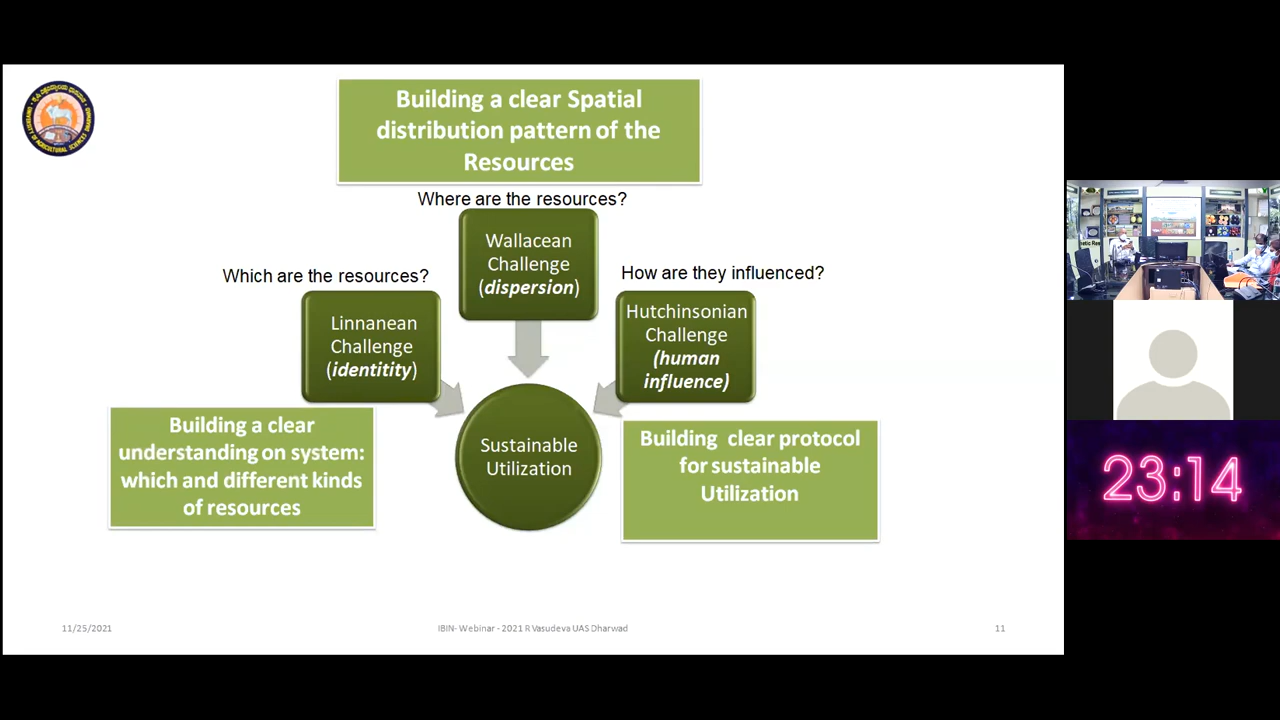 Building a clear Spatial
distribution pattern of the
Resources
Where are the resources?
Wallacean
Challenge
(dispersion)
Which are the resources?
How are they influenced?
Linnanean
Challenge
(identitity)
Hutchinsonian
Challenge
(human
influence)
Building a clear
understanding on system:
which and different kinds
of resources
Sustainable
Utilization
Building clear protocol
for sustainable
Utilization
11/25/2021
IBIN- Webinar - 2021 R Vasudeva UAS Dharwad
11
23:14